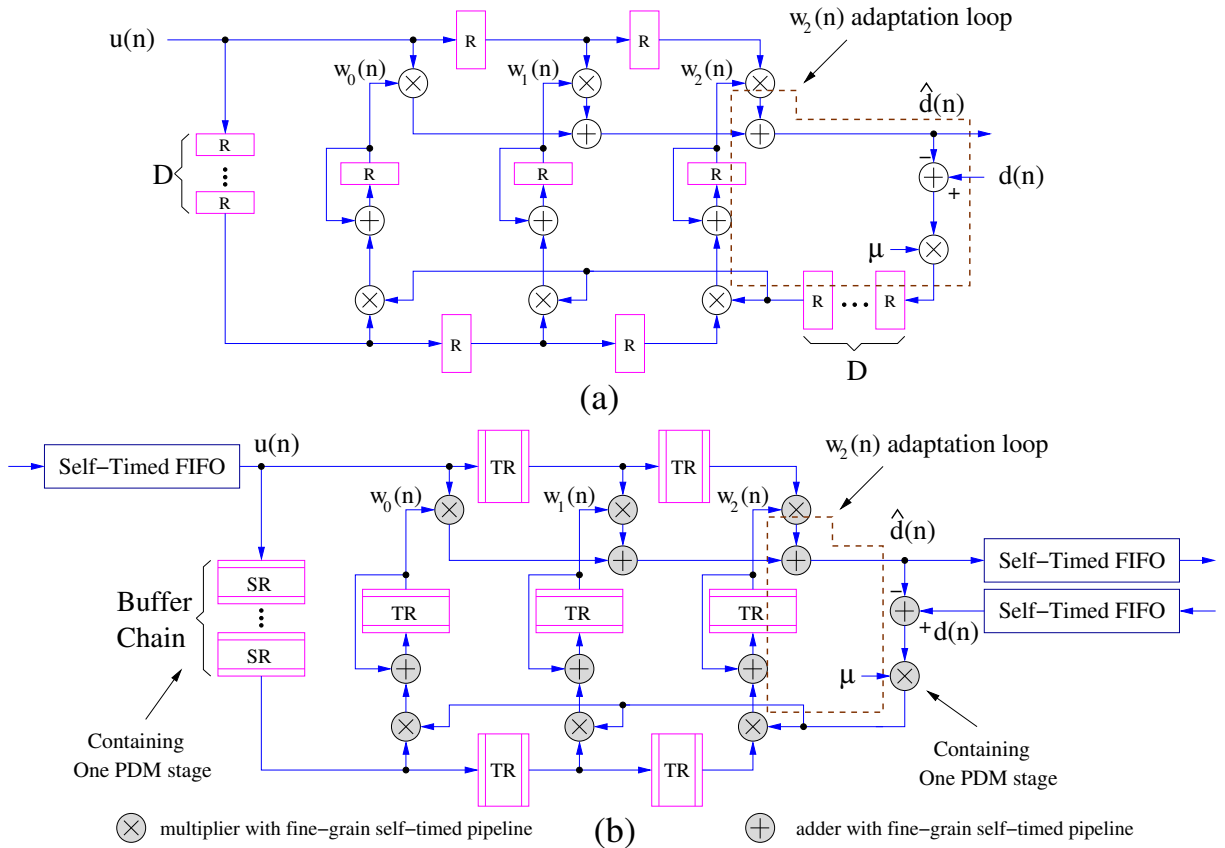 w₂(n) adaptation loop
u(n)
R
R
w₀(n)
w₁(n)
w₂(n)
d̂(n)
R
D
R
R
R
R
−
+
d(n)
μ
R
R
R
R
D
(a)
Self−Timed FIFO
u(n)
TR
TR
w₂(n) adaptation loop
w₀(n)
w₁(n)
w₂(n)
d̂(n)
Self−Timed FIFO
Buffer
Chain
SR
SR
TR
TR
TR
−
+
d(n)
Self−Timed FIFO
μ
Containing
One PDM stage
TR
TR
Containing
One PDM stage
multiplier with fine−grain self−timed pipeline
(b)
adder with fine−grain self−timed pipeline